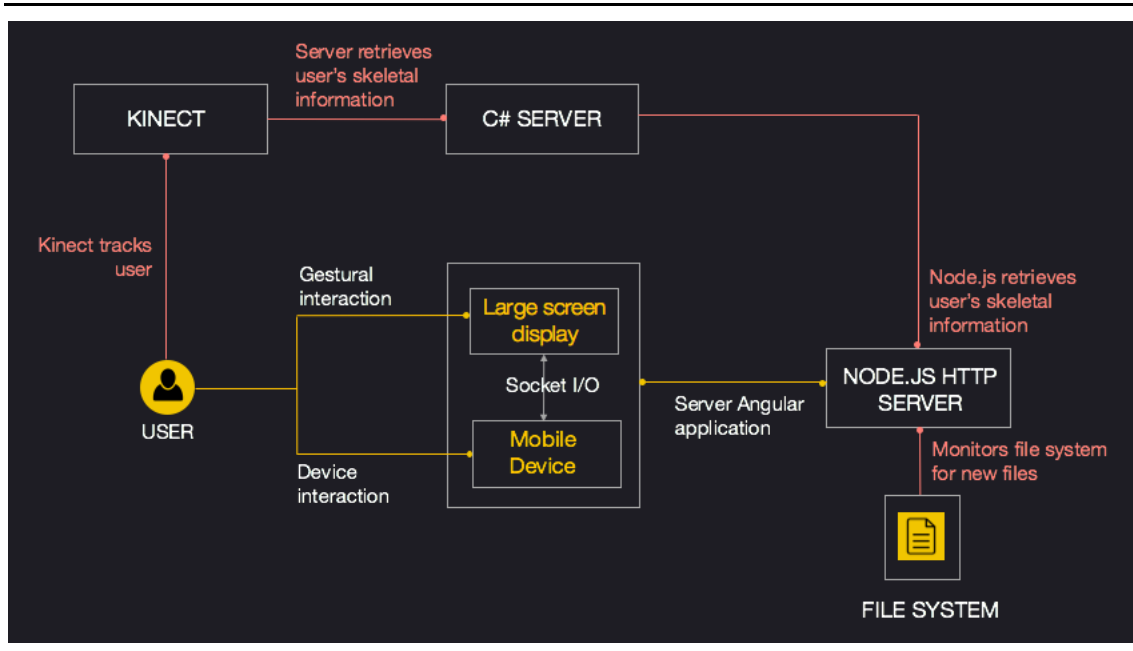 Server retrieves
user's skeletal
information
KINECT
C# SERVER
Kinect tracks
user
Gestural
interaction
Large screen
display
Node.js retrieves
user's skeletal
information
Socket I/O
NODE.JS HTTP
SERVER
Server Angular
application
USER
Mobile
Device
Monitors file system
for new files
Device
interaction
FILE SYSTEM